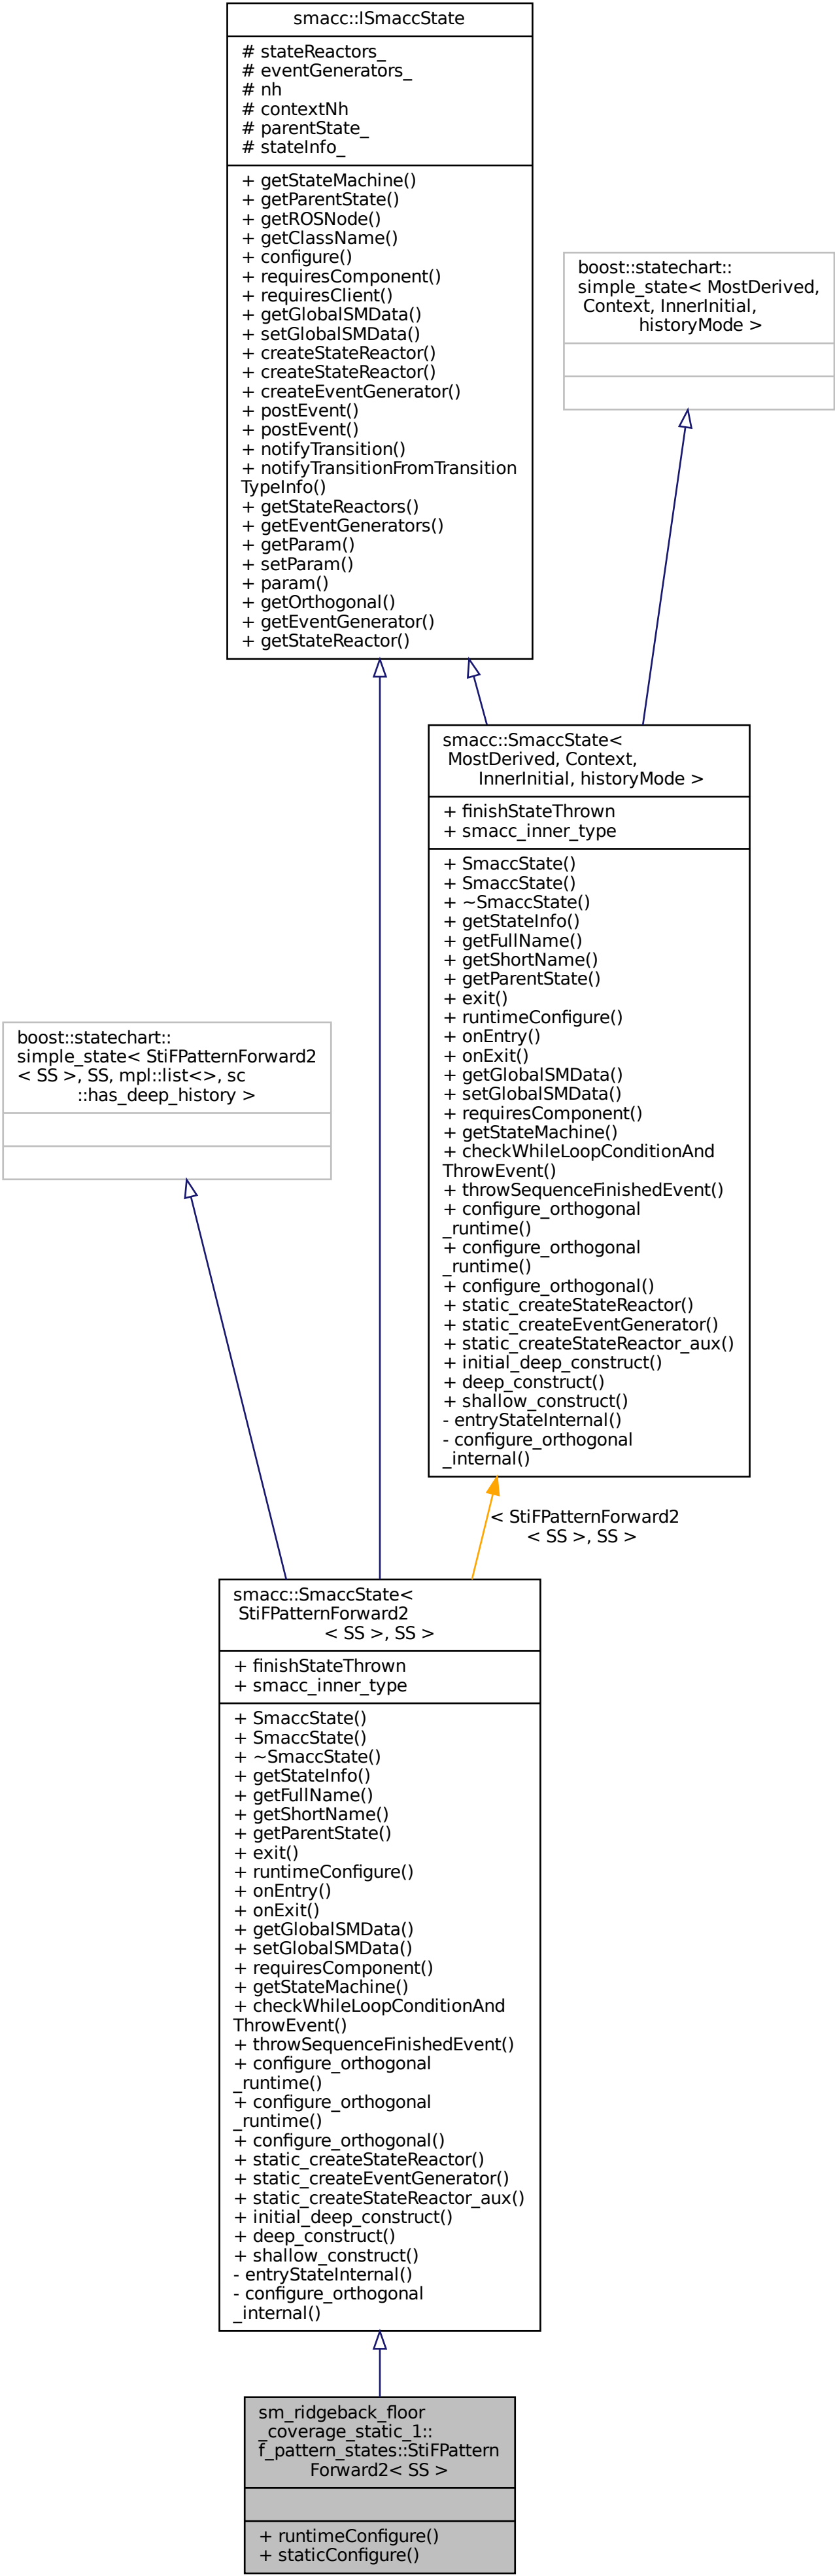 smacc::ISmaccState
# stateReactors_
# eventGenerators_
# nh
# contextNh
# parentState_
# stateInfo_
+ getStateMachine()
+ getParentState()
+ getROSNode()
+ getClassName()
+ configure()
+ requiresComponent()
+ requiresClient()
+ getGlobalSMData()
+ setGlobalSMData()
+ createStateReactor()
+ createStateReactor()
+ createEventGenerator()
+ postEvent()
+ postEvent()
+ notifyTransition()
+ notifyTransitionFromTransition
TypeInfo()
+ getStateReactors()
+ getEventGenerators()
+ getParam()
+ setParam()
+ param()
+ getOrthogonal()
+ getEventGenerator()
+ getStateReactor()
boost::statechart::
simple_state< MostDerived,
Context, InnerInitial,
historyMode >
smacc::SmaccState<
MostDerived, Context,
InnerInitial, historyMode >
+ finishStateThrown
+ smacc_inner_type
+ SmaccState()
+ SmaccState()
+ ~SmaccState()
+ getStateInfo()
+ getFullName()
+ getShortName()
+ getParentState()
+ exit()
+ runtimeConfigure()
+ onEntry()
+ onExit()
+ getGlobalSMData()
+ setGlobalSMData()
+ requiresComponent()
+ getStateMachine()
+ checkWhileLoopConditionAnd
ThrowEvent()
+ throwSequenceFinishedEvent()
+ configure_orthogonal
_runtime()
+ configure_orthogonal
_runtime()
+ configure_orthogonal()
+ static_createStateReactor()
+ static_createEventGenerator()
+ static_createStateReactor_aux()
+ initial_deep_construct()
+ deep_construct()
+ shallow_construct()
- entryStateInternal()
- configure_orthogonal
_internal()
boost::statechart::
simple_state< StiFPatternForward2
< SS >, SS, mpl::list<>, sc
::has_deep_history >
< StiFPatternForward2
< SS >, SS >
smacc::SmaccState<
StiFPatternForward2
< SS >, SS >
+ finishStateThrown
+ smacc_inner_type
+ SmaccState()
+ SmaccState()
+ ~SmaccState()
+ getStateInfo()
+ getFullName()
+ getShortName()
+ getParentState()
+ exit()
+ runtimeConfigure()
+ onEntry()
+ onExit()
+ getGlobalSMData()
+ setGlobalSMData()
+ requiresComponent()
+ getStateMachine()
+ checkWhileLoopConditionAnd
ThrowEvent()
+ throwSequenceFinishedEvent()
+ configure_orthogonal
_runtime()
+ configure_orthogonal
_runtime()
+ configure_orthogonal()
+ static_createStateReactor()
+ static_createEventGenerator()
+ static_createStateReactor_aux()
+ initial_deep_construct()
+ deep_construct()
+ shallow_construct()
- entryStateInternal()
- configure_orthogonal
_internal()
sm_ridgeback_floor
_coverage_static_1::
f_pattern_states::StiFPattern
Forward2< SS >
+ runtimeConfigure()
+ staticConfigure()